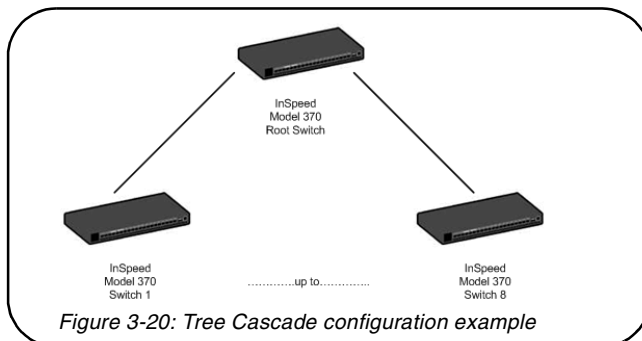 InSpeed
Model 370
Root Switch
InSpeed
Model 370
Switch 1
............up to.............
InSpeed
Model 370
Switch 8
Figure 3-20: Tree Cascade configuration example